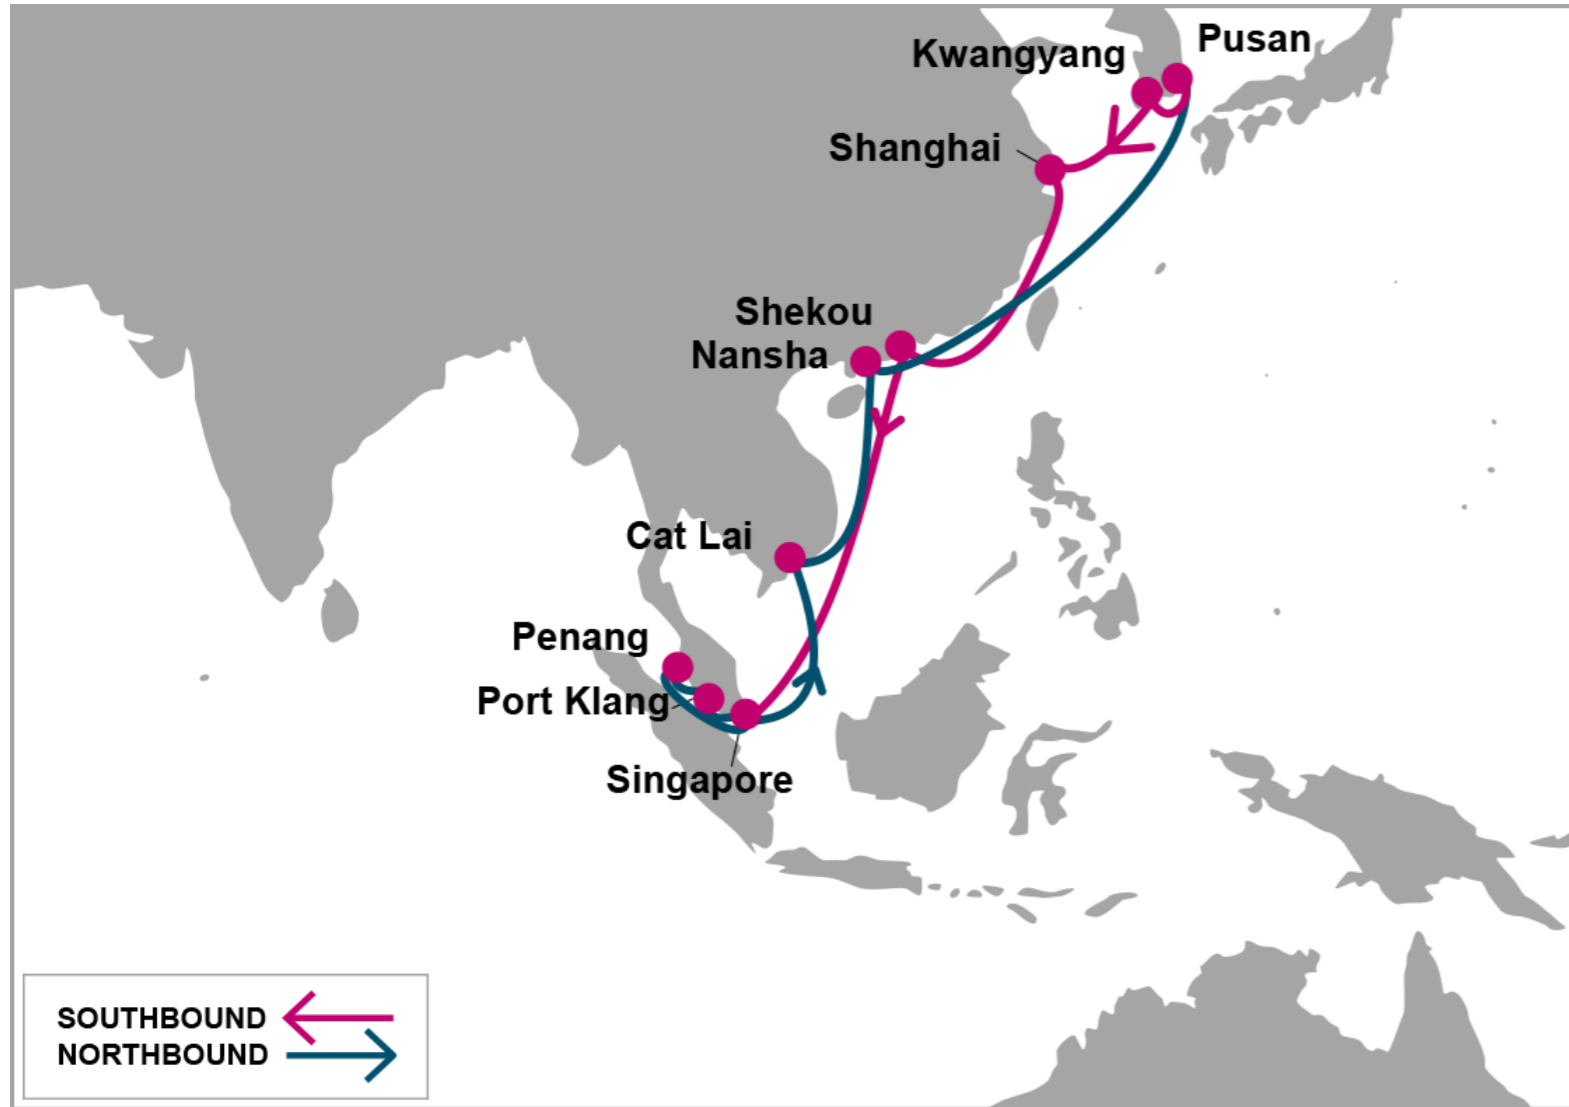 Pusan
Kwangyang
Shanghai
Shekou
Nansha
Cat Lai
Penang
Port Klang
Singapore
SOUTHBOUND
NORTHBOUND